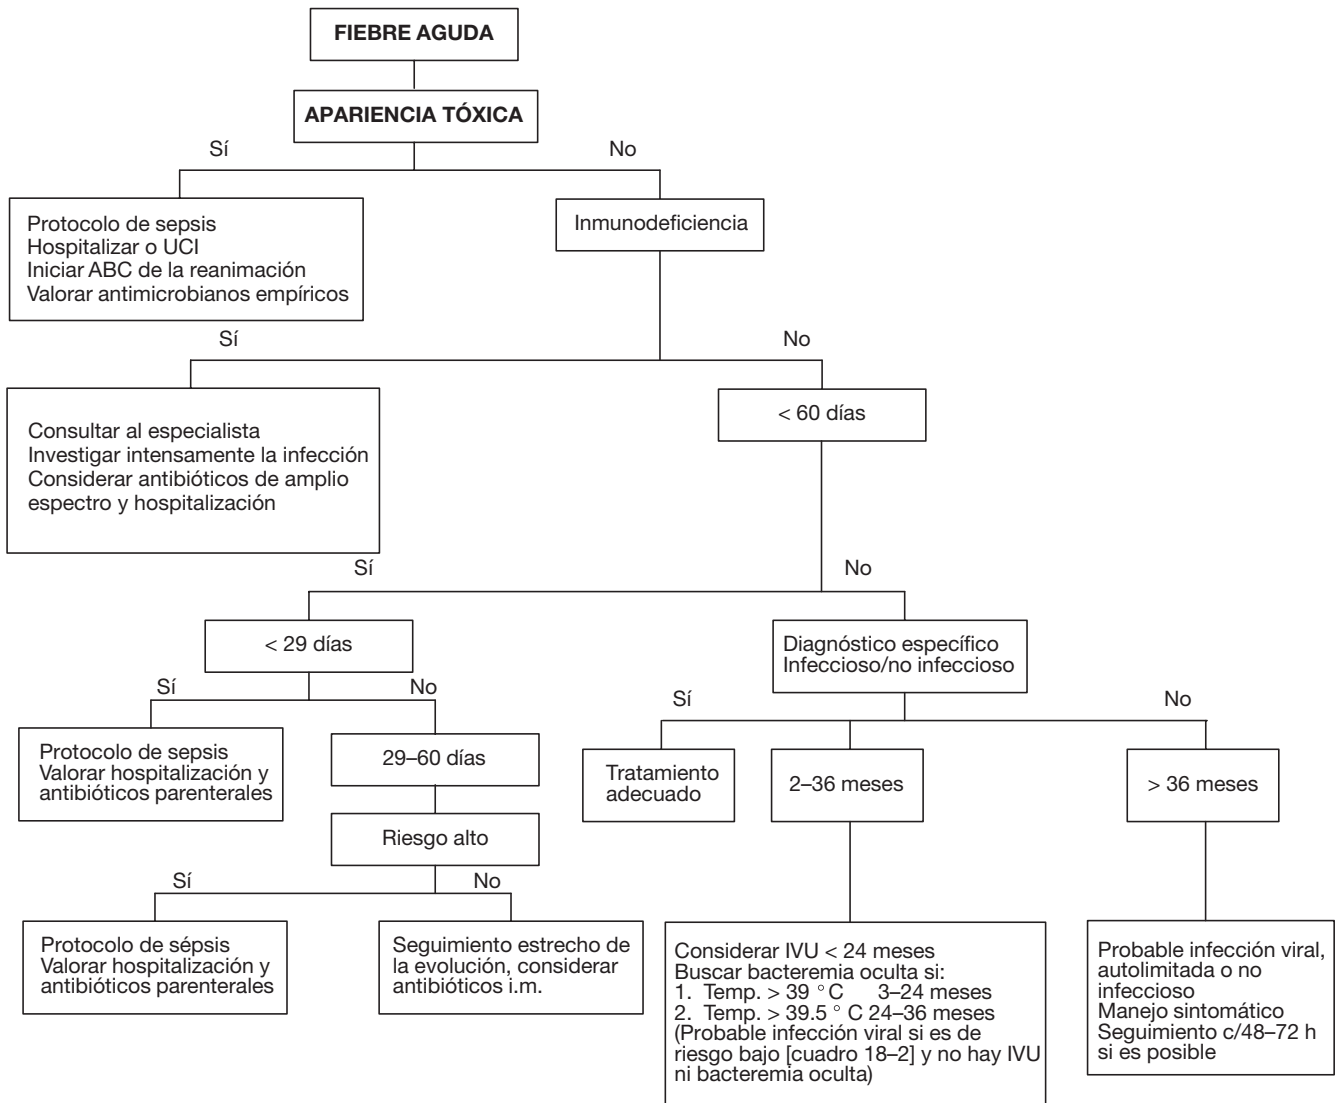 FIEBRE AGUDA
APARIENCIA TÓXICA
Sí
No
Protocolo de sepsis
Hospitalizar o UCI
Iniciar ABC de la reanimación
Valorar antimicrobianos empíricos
Inmunodeficiencia
Sí
No
Consultar al especialista
Investigar intensamente la infección
Considerar antibióticos de amplio
espectro y hospitalización
< 60 días
Sí
No
< 29 días
Diagnóstico específico
Infeccioso/no infeccioso
Sí
No
Sí
No
Protocolo de sepsis
Valorar hospitalización y
antibióticos parenterales
29–60 días
Tratamiento
adecuado
2–36 meses
> 36 meses
Riesgo alto
Sí
No
Protocolo de sépsis
Valorar hospitalización y
antibióticos parenterales
Seguimiento estrecho de
la evolución, considerar
antibióticos i.m.
Considerar IVU < 24 meses
Buscar bacteremia oculta si:
1. Temp. > 39 °C 3–24 meses
2. Temp. > 39.5 ° C 24–36 meses
(Probable infección viral si es de
riesgo bajo [cuadro 18–2] y no hay IVU
ni bacteremia oculta)
Probable infección viral,
autolimitada o no
infeccioso
Manejo sintomático
Seguimiento c/48–72 h
si es posible